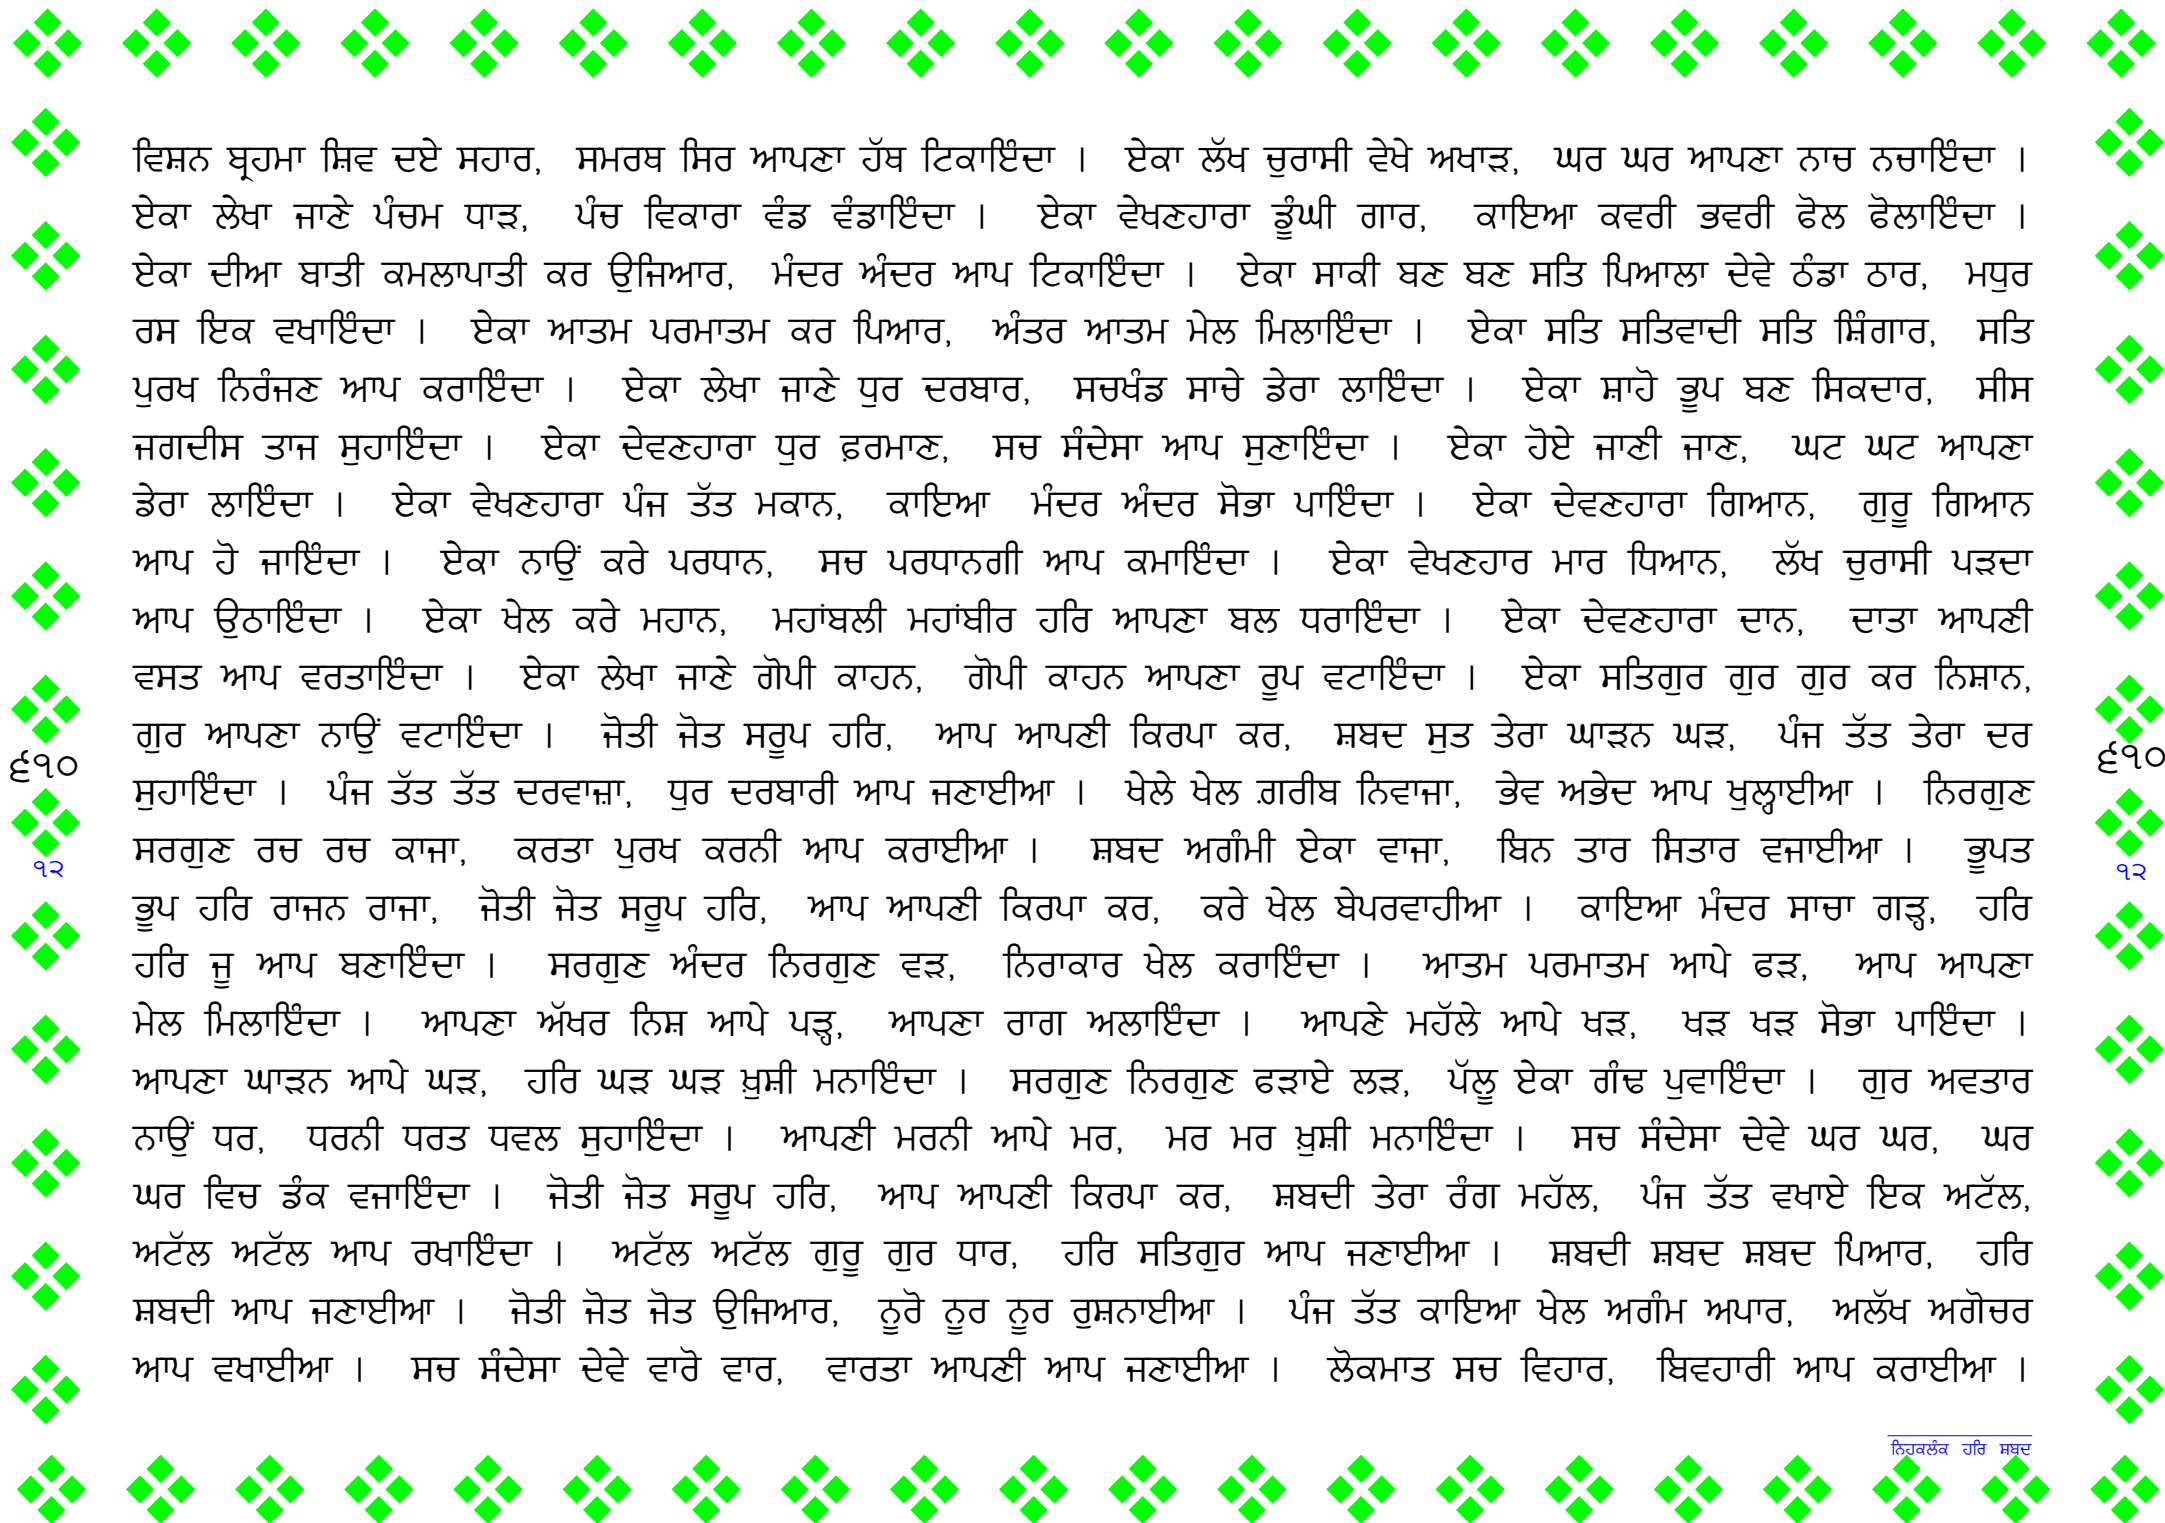 ਵਿਸ਼ਨ ਬ੍ਰਹਮਾ ਸ਼ਿਵ ਦਏ ਸਹਾਰ, ਸਮਰਥ ਸਿਰ ਆਪਣਾ ਹੱਥ ਟਿਕਾਇੰਦਾ । ਏਕਾ ਲੱਖ ਚੁਰਾਸੀ ਵੇਖੇ ਅਖਾੜ, ਘਰ ਘਰ ਆਪਣਾ ਨਾਚ ਨਚਾਇੰਦਾ ।
ਏਕਾ ਲੇਖਾ ਜਾਣੇ ਪੰਚਮ ਧਾੜ, ਪੰਚ ਵਿਕਾਰਾ ਵੰਡ ਵੰਡਾਇੰਦਾ । ਏਕਾ ਵੇਖਣਹਾਰਾ ਡੂੰਘੀ ਗਾਰ, ਕਾਇਆ ਕਵਰੀ ਭਵਰੀ ਫੋਲ ਫੋਲਾਇੰਦਾ ।
ਏਕਾ ਦੀਆ ਬਾਤੀ ਕਮਲਾਪਾਤੀ ਕਰ ਉਜਿਆਰ, ਮੰਦਰ ਅੰਦਰ ਆਪ ਟਿਕਾਇੰਦਾ । ਏਕਾ ਸਾਕੀ ਬਣ ਬਣ ਸਤਿ ਪਿਆਲਾ ਦੇਵੇ ਠੰਡਾ ਠਾਰ, ਮਧੁਰ
ਰਸ ਇਕ ਵਖਾਇੰਦਾ । ਏਕਾ ਆਤਮ ਪਰਮਾਤਮ ਕਰ ਪਿਆਰ, ਅੰਤਰ ਆਤਮ ਮੇਲ ਮਿਲਾਇੰਦਾ । ਏਕਾ ਸਤਿ ਸਤਿਵਾਦੀ ਸਤਿ ਸ਼ਿੰਗਾਰ, ਸਤਿ
ਪੁਰਖ ਨਿਰੰਜਣ ਆਪ ਕਰਾਇੰਦਾ । ਏਕਾ ਲੇਖਾ ਜਾਣੇ ਧੁਰ ਦਰਬਾਰ, ਸਚਖੰਡ ਸਾਚੇ ਡੇਰਾ ਲਾਇੰਦਾ । ਏਕਾ ਸ਼ਾਹੋ ਭੂਪ ਬਣ ਸਿਕਦਾਰ, ਸੀਸ
ਜਗਦੀਸ ਤਾਜ ਸੁਹਾਇੰਦਾ । ਏਕਾ ਦੇਵਣਹਾਰਾ ਧੁਰ ਫ਼ਰਮਾਣ, ਸਚ ਸੰਦੇਸਾ ਆਪ ਸੁਣਾਇੰਦਾ । ਏਕਾ ਹੋਏ ਜਾਣੀ ਜਾਣ, ਘਟ ਘਟ ਆਪਣਾ
ਡੇਰਾ ਲਾਇੰਦਾ । ਏਕਾ ਵੇਖਣਹਾਰਾ ਪੰਜ ਤੱਤ ਮਕਾਨ, ਕਾਇਆ ਮੰਦਰ ਅੰਦਰ ਸੋਭਾ ਪਾਇੰਦਾ । ਏਕਾ ਦੇਵਣਹਾਰਾ ਗਿਆਨ, ਗੁਰੂ ਗਿਆਨ
ਆਪ ਹੋ ਜਾਇੰਦਾ । ਏਕਾ ਨਾਉਂ ਕਰੇ ਪਰਧਾਨ, ਸਚ ਪਰਧਾਨਗੀ ਆਪ ਕਮਾਇੰਦਾ । ਏਕਾ ਵੇਖਣਹਾਰ ਮਾਰ ਧਿਆਨ, ਲੱਖ ਚੁਰਾਸੀ ਪੜਦਾ
ਆਪ ਉਠਾਇੰਦਾ । ਏਕਾ ਖੇਲ ਕਰੇ ਮਹਾਨ, ਮਹਾਂਬਲੀ ਮਹਾਂਬੀਰ ਹਰਿ ਆਪਣਾ ਬਲ ਧਰਾਇੰਦਾ । ਏਕਾ ਦੇਵਣਹਾਰਾ ਦਾਨ, ਦਾਤਾ ਆਪਣੀ
ਵਸਤ ਆਪ ਵਰਤਾਇੰਦਾ । ਏਕਾ ਲੇਖਾ ਜਾਣੇ ਗੋਪੀ ਕਾਹਨ, ਗੋਪੀ ਕਾਹਨ ਆਪਣਾ ਰੂਪ ਵਟਾਇੰਦਾ । ਏਕਾ ਸਤਿਗੁਰ ਗੁਰ ਗੁਰ ਕਰ ਨਿਸ਼ਾਨ,
ਗੁਰ ਆਪਣਾ ਨਾਉਂ ਵਟਾਇੰਦਾ । ਜੋਤੀ ਜੋਤ ਸਰੂਪ ਹਰਿ, ਆਪ ਆਪਣੀ ਕਿਰਪਾ ਕਰ, ਸ਼ਬਦ ਸੁਤ ਤੇਰਾ ਘਾੜਨ ਘੜ, ਪੰਜ ਤੱਤ ਤੇਰਾ ਦਰ
੬੧੦ ੬੧੦
ਸੁਹਾਇੰਦਾ । ਪੰਜ ਤੱਤ ਤੱਤ ਦਰਵਾਜ਼ਾ, ਧੁਰ ਦਰਬਾਰੀ ਆਪ ਜਣਾਈਆ । ਖੇਲੇ ਖੇਲ ਗ਼ਰੀਬ ਨਿਵਾਜਾ, ਭੇਵ ਅਭੇਦ ਆਪ ਖੁਲ੍ਹਾਈਆ । ਨਿਰਗੁਣ
ਸਰਗੁਣ ਰਚ ਰਚ ਕਾਜਾ, ਕਰਤਾ ਪੁਰਖ ਕਰਨੀ ਆਪ ਕਰਾਈਆ । ਸ਼ਬਦ ਅਗੰਮੀ ਏਕਾ ਵਾਜਾ, ਬਿਨ ਤਾਰ ਸਿਤਾਰ ਵਜਾਈਆ । ਭੂਪਤ
੧੨ ੧੨
ਭੂਪ ਹਰਿ ਰਾਜਨ ਰਾਜਾ, ਜੋਤੀ ਜੋਤ ਸਰੂਪ ਹਰਿ, ਆਪ ਆਪਣੀ ਕਿਰਪਾ ਕਰ, ਕਰੇ ਖੇਲ ਬੇਪਰਵਾਹੀਆ । ਕਾਇਆ ਮੰਦਰ ਸਾਚਾ ਗੜ੍ਹ, ਹਰਿ
ਹਰਿ ਜੂ ਆਪ ਬਣਾਇੰਦਾ । ਸਰਗੁਣ ਅੰਦਰ ਨਿਰਗੁਣ ਵੜ, ਨਿਰਾਕਾਰ ਖੇਲ ਕਰਾਇੰਦਾ । ਆਤਮ ਪਰਮਾਤਮ ਆਪੇ ਫੜ, ਆਪ ਆਪਣਾ
ਮੇਲ ਮਿਲਾਇੰਦਾ । ਆਪਣਾ ਅੱਖਰ ਨਿਸ਼ ਆਪੇ ਪੜ੍ਹ, ਆਪਣਾ ਰਾਗ ਅਲਾਇੰਦਾ । ਆਪਣੇ ਮਹੱਲੇ ਆਪੇ ਖੜ, ਖੜ ਖੜ ਸੋਭਾ ਪਾਇੰਦਾ ।
ਆਪਣਾ ਘਾੜਨ ਆਪੇ ਘੜ, ਹਰਿ ਘੜ ਘੜ ਖ਼ੁਸ਼ੀ ਮਨਾਇੰਦਾ । ਸਰਗੁਣ ਨਿਰਗੁਣ ਫੜਾਏ ਲੜ, ਪੱਲੂ ਏਕਾ ਗੰਢ ਪੁਵਾਇੰਦਾ । ਗੁਰ ਅਵਤਾਰ
ਨਾਉਂ ਧਰ, ਧਰਨੀ ਧਰਤ ਧਵਲ ਸੁਹਾਇੰਦਾ । ਆਪਣੀ ਮਰਨੀ ਆਪੇ ਮਰ, ਮਰ ਮਰ ਖ਼ੁਸ਼ੀ ਮਨਾਇੰਦਾ । ਸਚ ਸੰਦੇਸਾ ਦੇਵੇ ਘਰ ਘਰ, ਘਰ
ਘਰ ਵਿਚ ਡੰਕ ਵਜਾਇੰਦਾ । ਜੋਤੀ ਜੋਤ ਸਰੂਪ ਹਰਿ, ਆਪ ਆਪਣੀ ਕਿਰਪਾ ਕਰ, ਸ਼ਬਦੀ ਤੇਰਾ ਰੰਗ ਮਹੱਲ, ਪੰਜ ਤੱਤ ਵਖਾਏ ਇਕ ਅਟੱਲ,
ਅਟੱਲ ਅਟੱਲ ਆਪ ਰਖਾਇੰਦਾ । ਅਟੱਲ ਅਟੱਲ ਗੁਰੂ ਗੁਰ ਧਾਰ, ਹਰਿ ਸਤਿਗੁਰ ਆਪ ਜਣਾਈਆ । ਸ਼ਬਦੀ ਸ਼ਬਦ ਸ਼ਬਦ ਪਿਆਰ, ਹਰਿ
ਸ਼ਬਦੀ ਆਪ ਜਣਾਈਆ । ਜੋਤੀ ਜੋਤ ਜੋਤ ਉਜਿਆਰ, ਨੂਰੋ ਨੂਰ ਨੂਰ ਰੁਸ਼ਨਾਈਆ । ਪੰਜ ਤੱਤ ਕਾਇਆ ਖੇਲ ਅਗੰਮ ਅਪਾਰ, ਅਲੱਖ ਅਗੋਚਰ
ਆਪ ਵਖਾਈਆ । ਸਚ ਸੰਦੇਸਾ ਦੇਵੇ ਵਾਰੋ ਵਾਰ, ਵਾਰਤਾ ਆਪਣੀ ਆਪ ਜਣਾਈਆ । ਲੋਕਮਾਤ ਸਚ ਵਿਹਾਰ, ਬਿਵਹਾਰੀ ਆਪ ਕਰਾਈਆ ।
ਨਿਹਕਲੰਕ ਹਰਿ ਸ਼ਬਦ